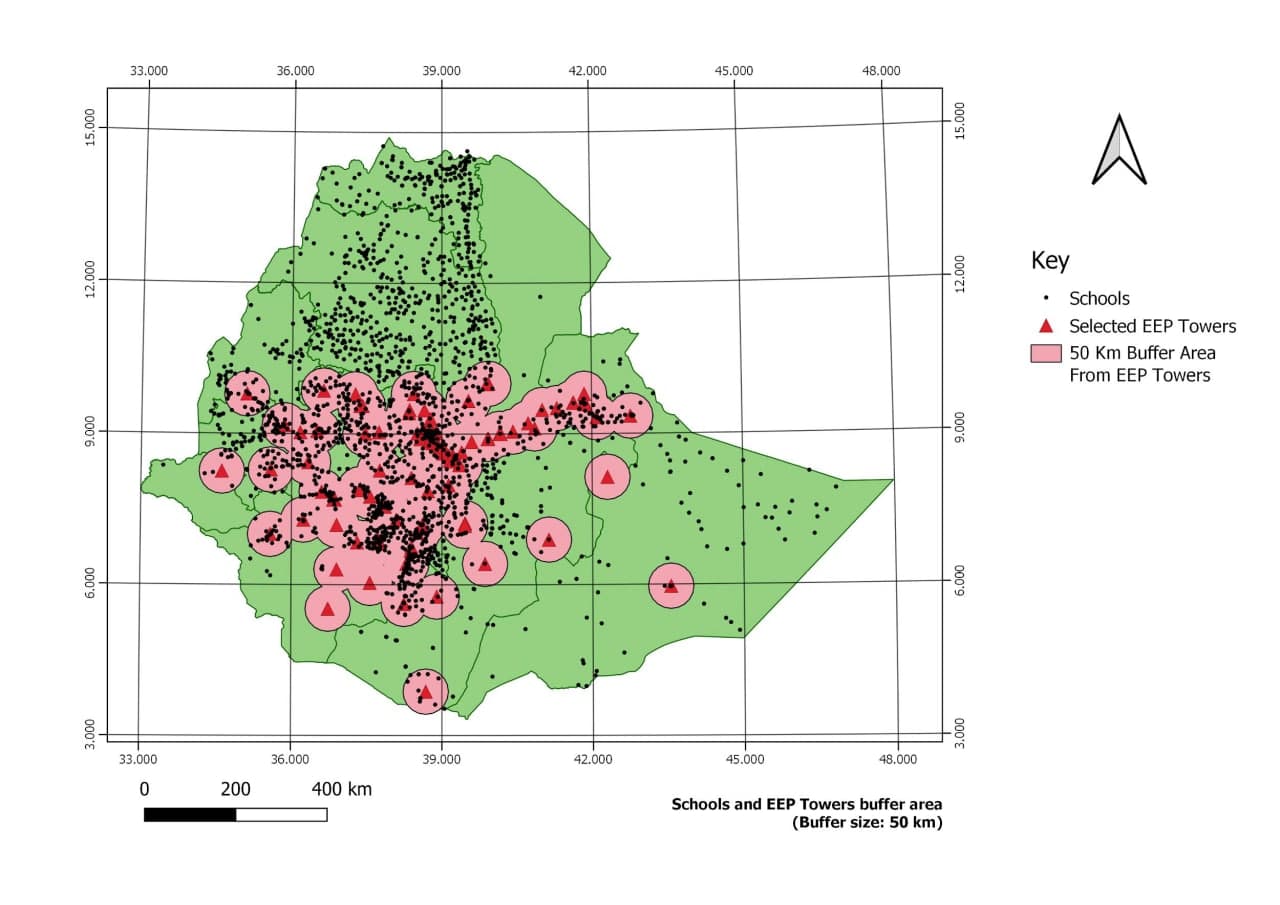 33.000 36.000 39.000 42.000 45.000 48.000
15.000 15.000
12.000 12.000
9.000 9.000
6.000 6.000
3.000 3.000
33.000 36.000 39.000 42.000 45.000 48.000
Key
Schools
Selected EEP Towers
50 Km Buffer Area
From EEP Towers
0 200 400 km
Schools and EEP Towers buffer area
(Buffer size: 50 km)